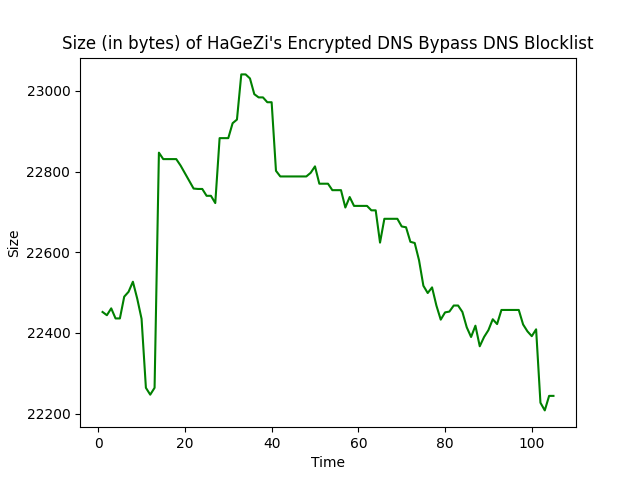 Size (in bytes) of HaGeZi's Encrypted DNS Bypass DNS Blocklist
23000
22800
22600
22400
22200
Size
0 20 40 60 80 100
Time